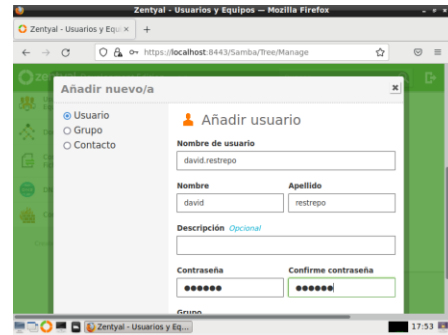 Zentyal - Usuarios y Equipos — Mozilla Firefox
Zentyal - Usuarios y Equi
https://localhost:8443/Samba/Tree/Manage
Añadir nuevo/a
Usuario
Grupo
Contacto
Añadir usuario
Nombre de usuario
david.restrepo
Nombre Apellido
david restrepo
Descripción Opcional
Contraseña Confirme contraseña
●●●●●● ●●●●●●
Grupo
Zentyal - Usuarios y Eq...
17:53